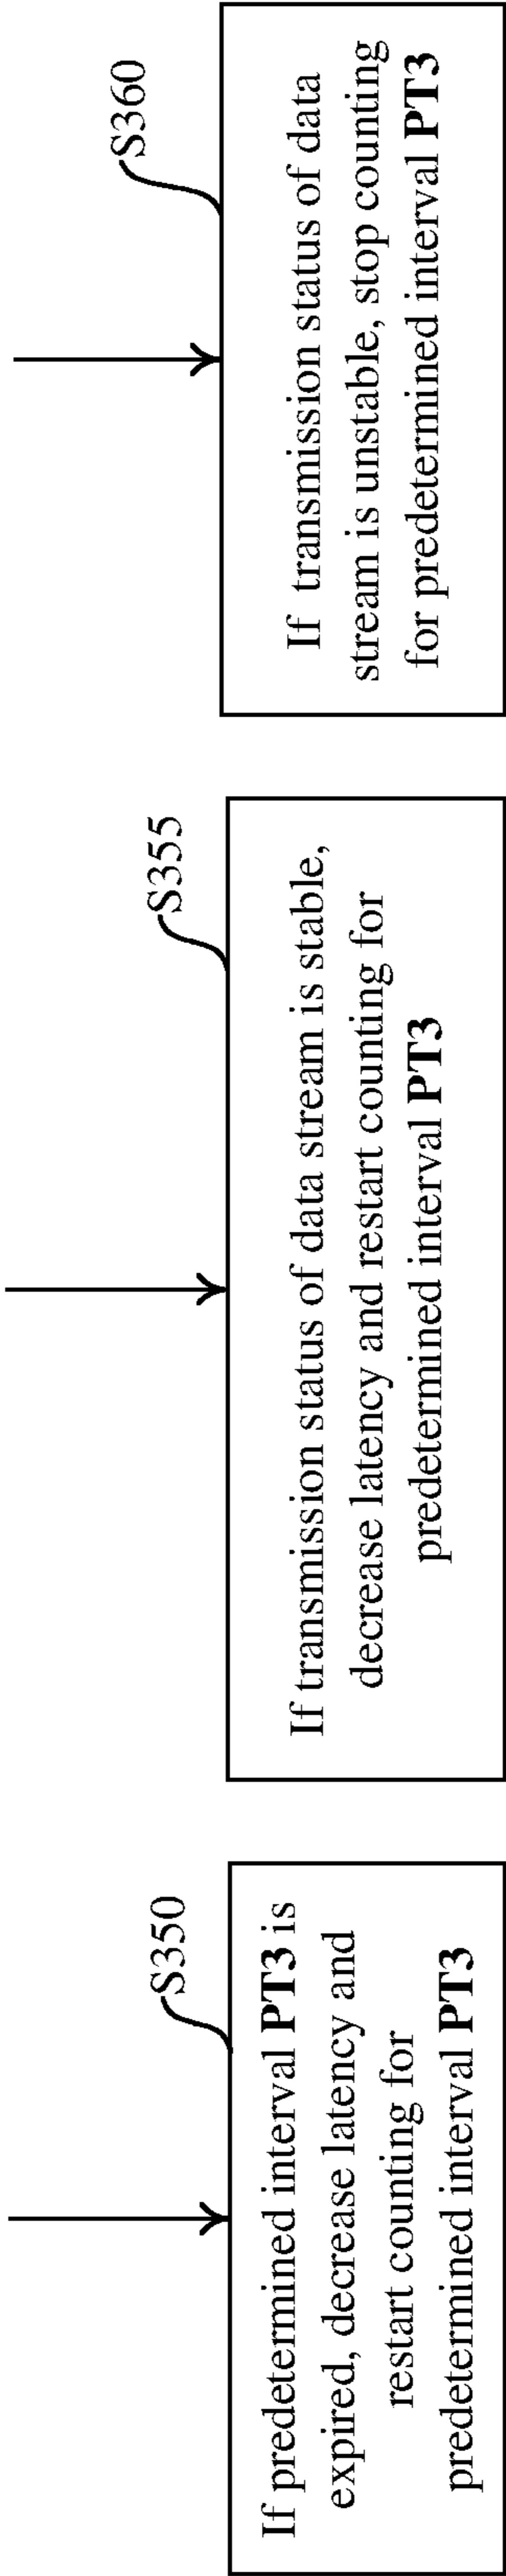 S350
If predetermined interval PT3 is
expired, decrease latency and
restart counting for
predetermined interval PT3
S355
If transmission status of data stream is stable,
decrease latency and restart counting for
predetermined interval PT3
S360
If transmission status of data
stream is unstable, stop counting
for predetermined interval PT3